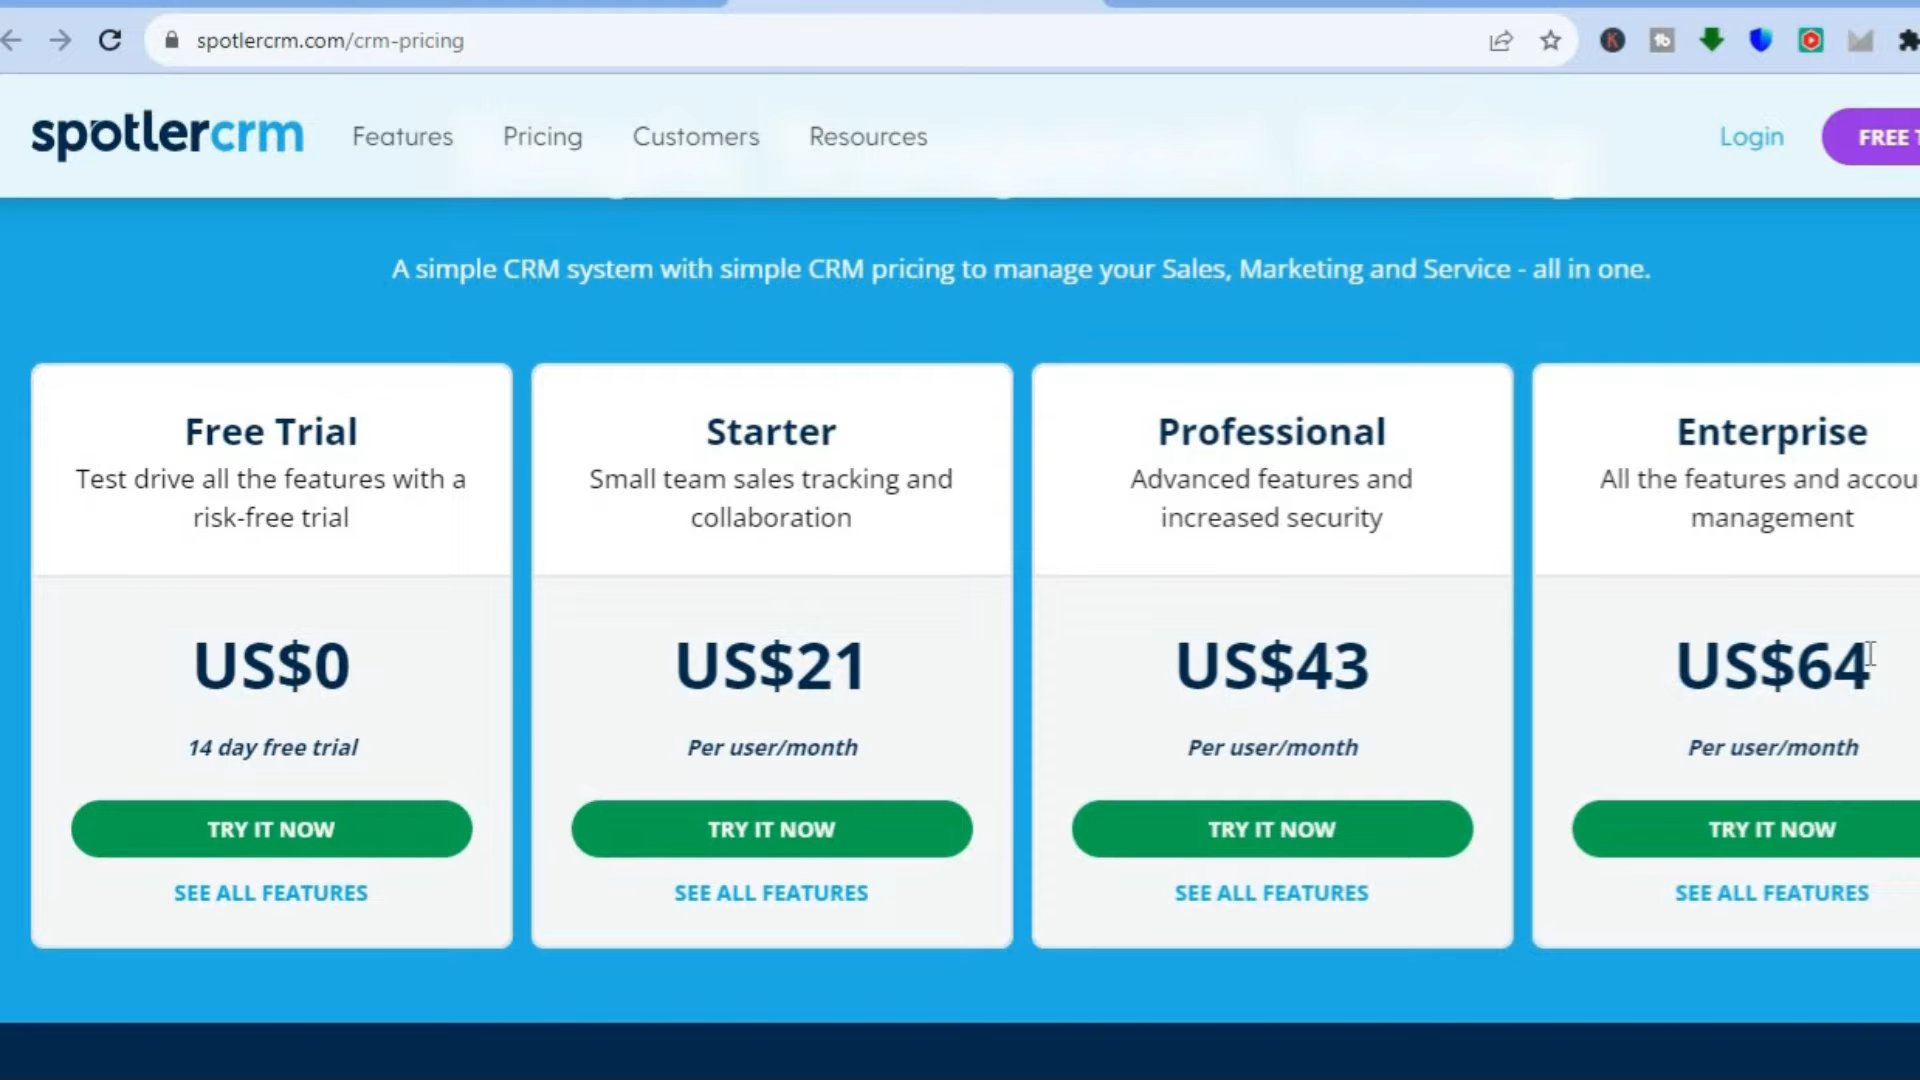 spotlercrm.com/crm-pricing
spotlercrm
Features
Pricing
Customers
Resources
Login
FREE T
A simple CRM system with simple CRM pricing to manage your Sales, Marketing and Service - all in one.
Free Trial
Test drive all the features with a
risk-free trial
US$0
14 day free trial
TRY IT NOW
SEE ALL FEATURES
Starter
Small team sales tracking and
collaboration
US$21
Per user/month
TRY IT NOW
SEE ALL FEATURES
Professional
Advanced features and
increased security
US$43
Per user/month
TRY IT NOW
SEE ALL FEATURES
Enterprise
All the features and accou
management
US$64
Per user/month
TRY IT NOW
SEE ALL FEATURES